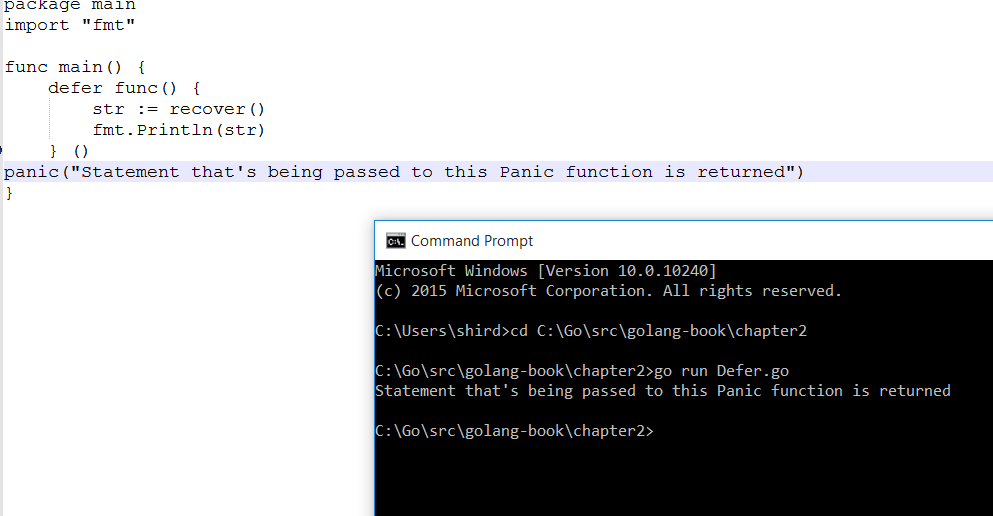 package main
import "fmt"
func main() {
defer func() {
str := recover()
fmt.Println(str)
} ()
panic("Statement that's being passed to this Panic function is returned")
}
Command Prompt
Microsoft Windows [Version 10.0.10240]
(c) 2015 Microsoft Corporation. All rights reserved.
C:\Users\shird>cd C:\Go\src\golang-book\chapter2
C:\Go\src\golang-book\chapter2>go run Defer.go
Statement that's being passed to this Panic function is returned
C:\Go\src\golang-book\chapter2>